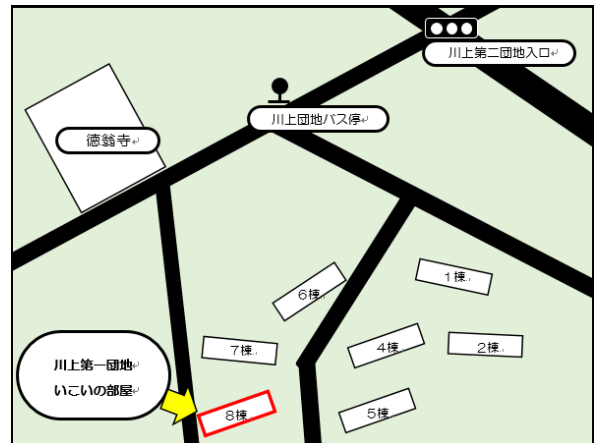 川上第二団地入口
川上団地バス停
徳翁寺
1棟
6棟
7棟
4棟
2棟
川上第一団地
いこいの部屋
8棟
5棟